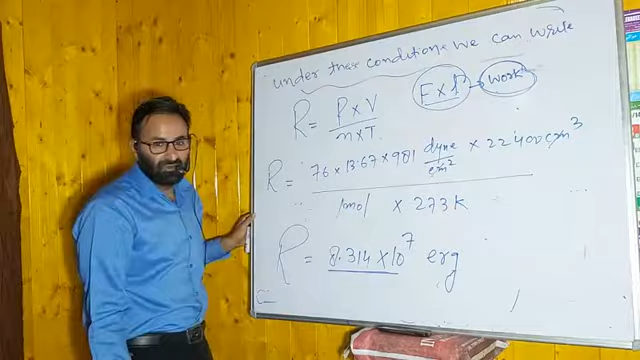 under these conditions we can write
R = P × V / n × T
F × d → work
R = 76 × 13.67 × 981 dyne/cm² × 22400 cm³ / 1mol × 273K
R = 8.314 × 10⁷ erg